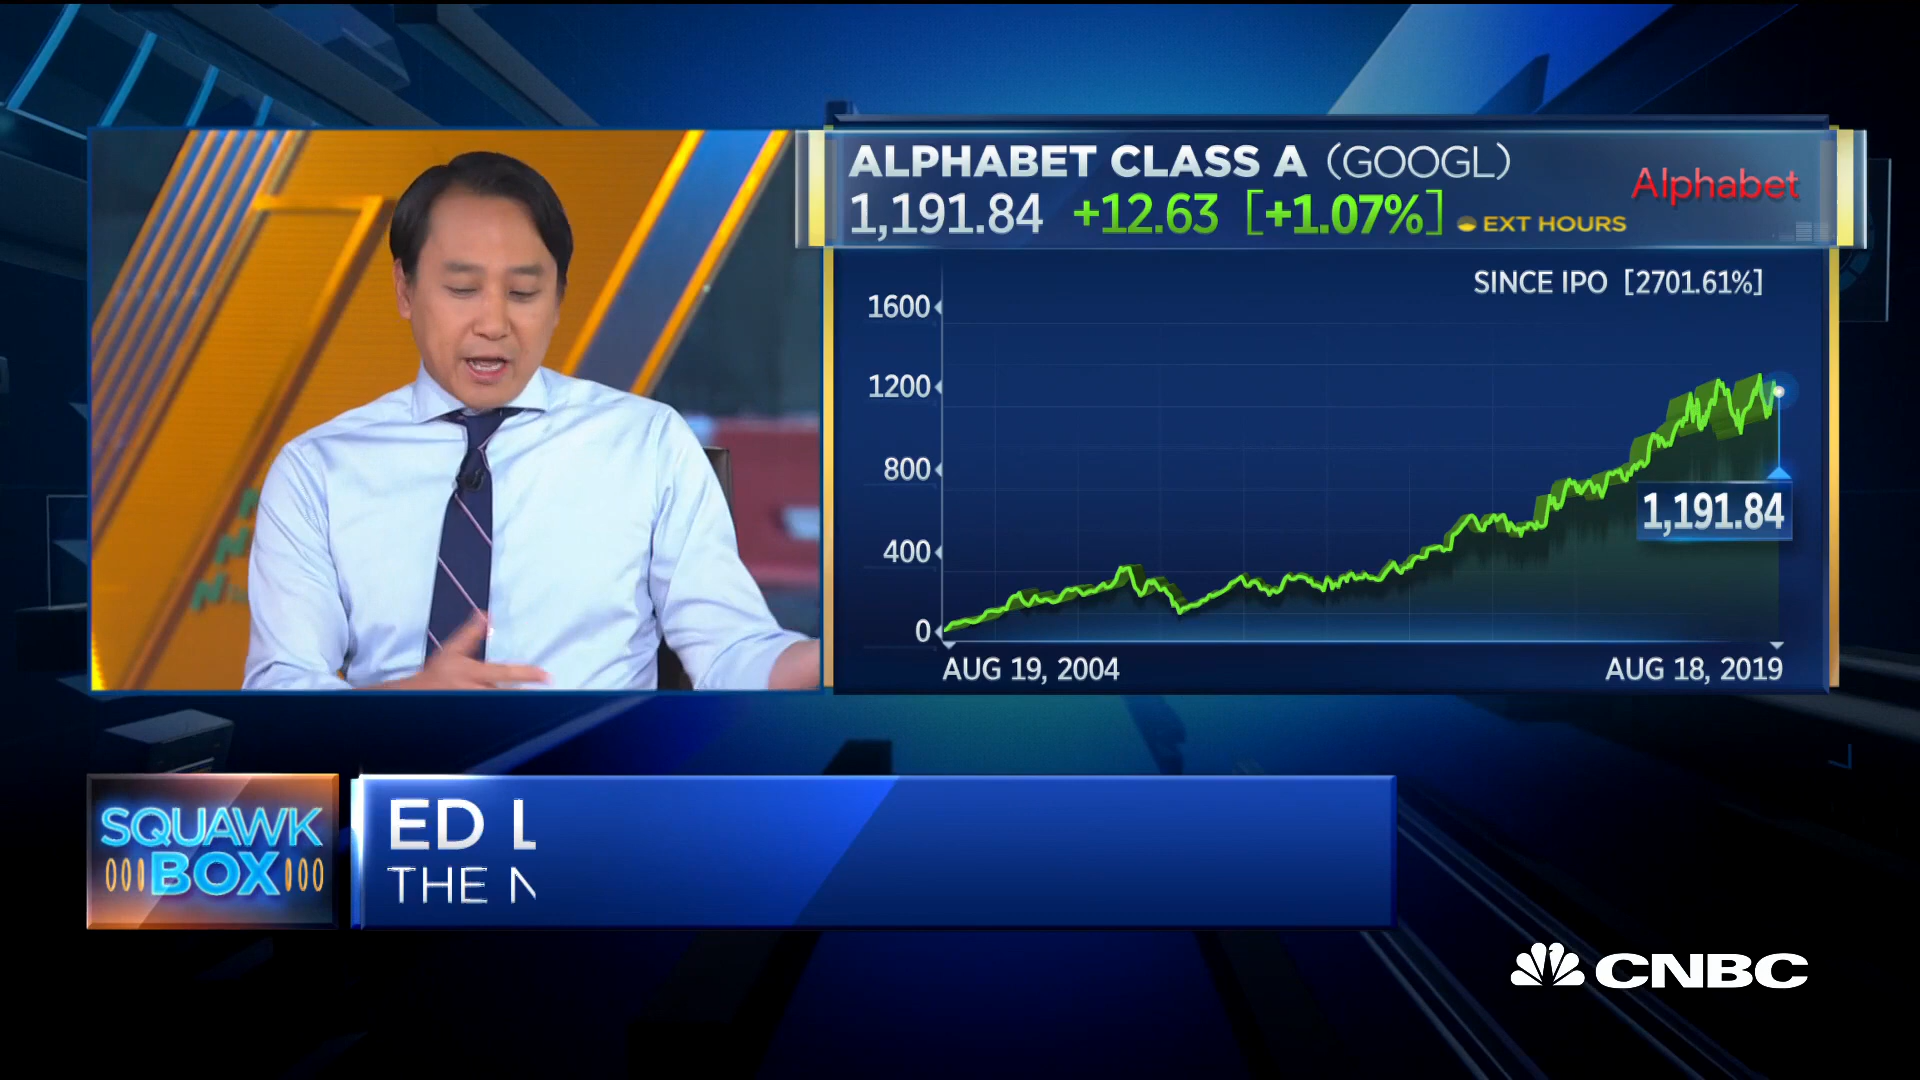 ALPHABET CLASS A (GOOGL)
1,191.84 +12.63 [+1.07%] EXT HOURS
Alphabet
SINCE IPO [2701.61%]
1600
1200
800
400
0
1,191.84
AUG 19, 2004 AUG 18, 2019
SQUAWK
BOX
ED L
THE N
CNBC